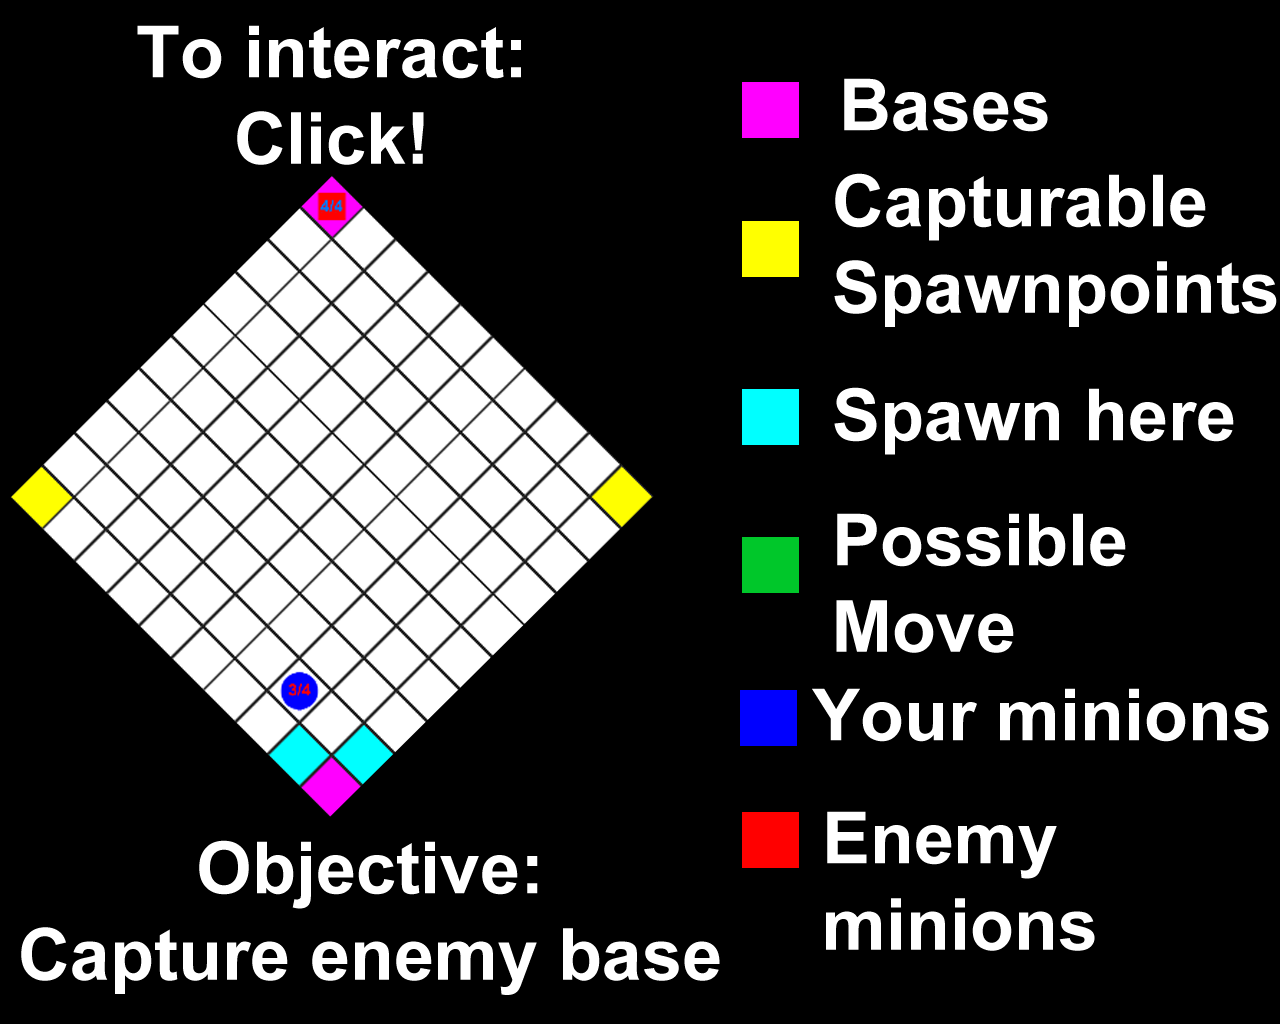 To interact:
Click!
4/4
3/4
Objective:
Capture enemy base
Bases
Capturable
Spawnpoints
Spawn here
Possible
Move
Your minions
Enemy
minions